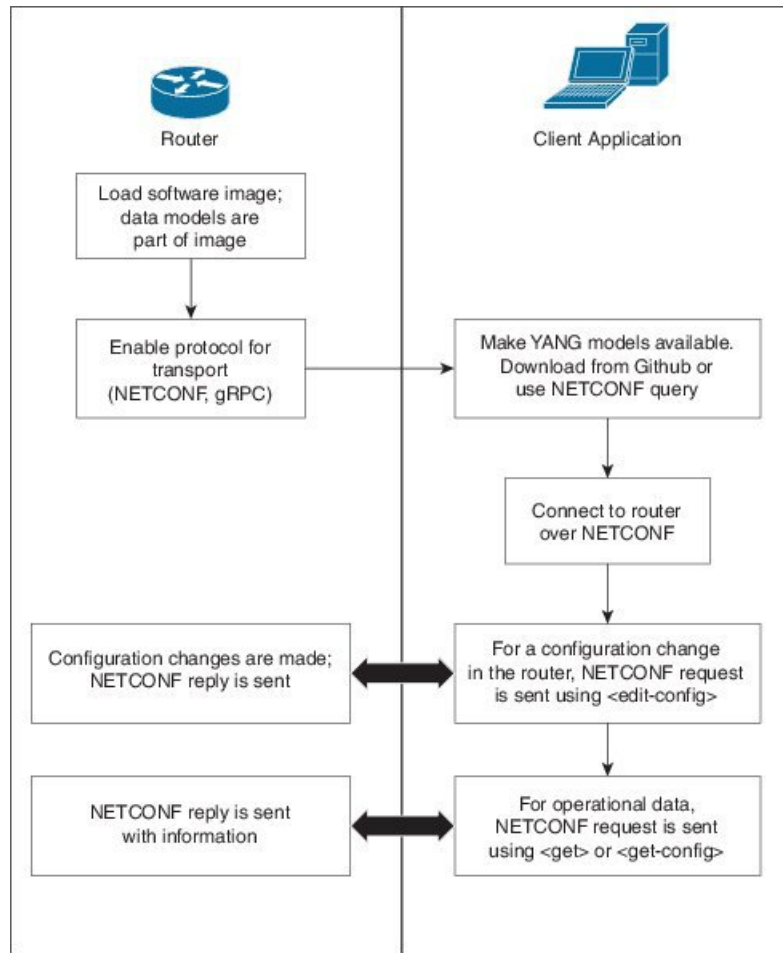 Router
Client Application
Load software image;
data models are
part of image
Enable protocol for
transport
(NETCONF, gRPC)
Make YANG models available.
Download from Github or
use NETCONF query
Connect to router
over NETCONF
Configuration changes are made;
NETCONF reply is sent
For a configuration change
in the router, NETCONF request
is sent using <edit-config>
NETCONF reply is sent
with information
For operational data,
NETCONF request is sent
using <get> or <get-config>